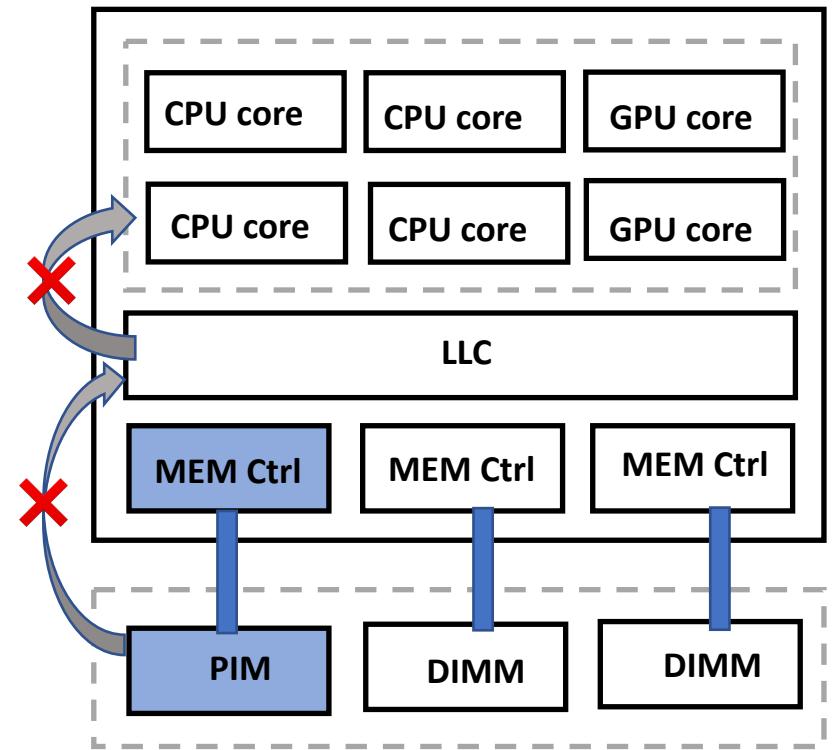 CPU core
CPU core
GPU core
CPU core
CPU core
GPU core
LLC
MEM Ctrl
MEM Ctrl
MEM Ctrl
PIM
DIMM
DIMM